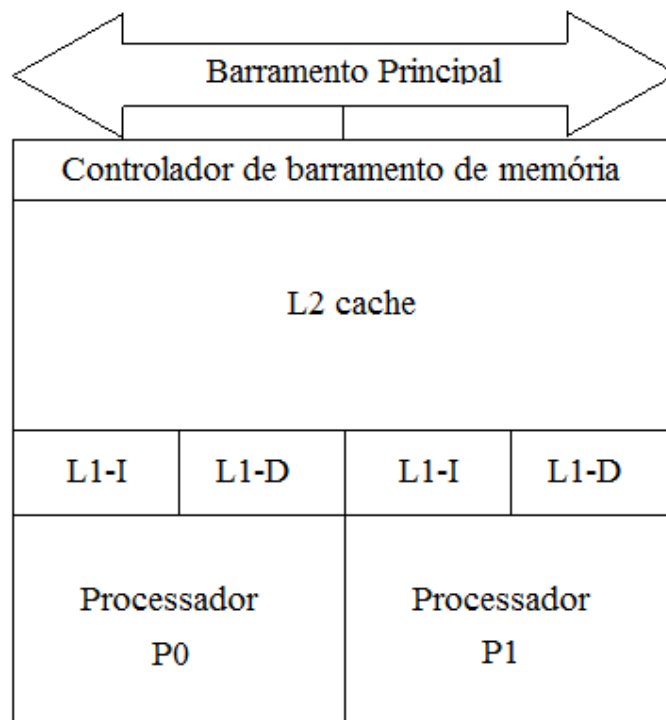 Barramento Principal
Controlador de barramento de memória
L2 cache
L1-I
L1-D
L1-I
L1-D
Processador
P0
Processador
P1